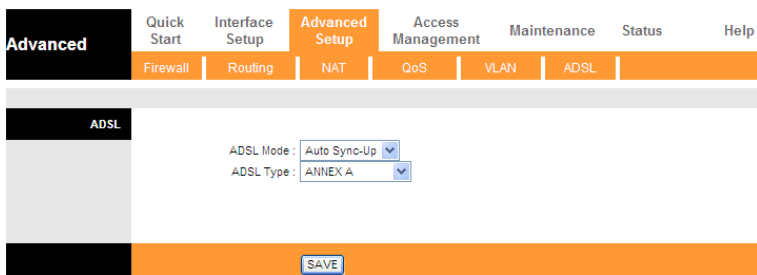 Advanced
Quick Start
Interface Setup
Advanced Setup
Access Management
Maintenance
Status
Help
Firewall
Routing
NAT
QoS
VLAN
ADSL
ADSL
ADSL Mode : Auto Sync-Up
ADSL Type : ANNEX A
SAVE